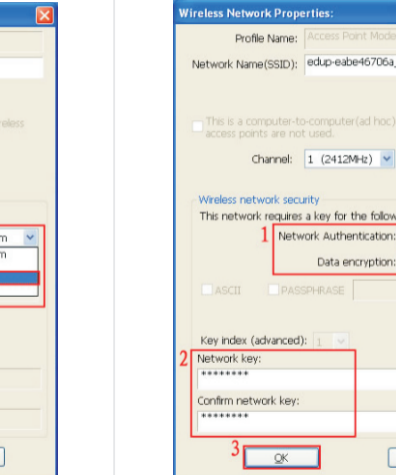 eless
m
m
Wireless Network Properties:
Profile Name: Access Point Mode
Network Name(SSID): edup-eabe46706a_
This is a computer-to-computer(ad hoc)
access points are not used.
Channel: 1 (2412MHz)
Wireless network security
This network requires a key for the follow
1 Network Authentication:
Data encryption:
ASCII PASSPHRASE
Key index (advanced): 1
2 Network key:
********
Confirm network key:
********
3 OK